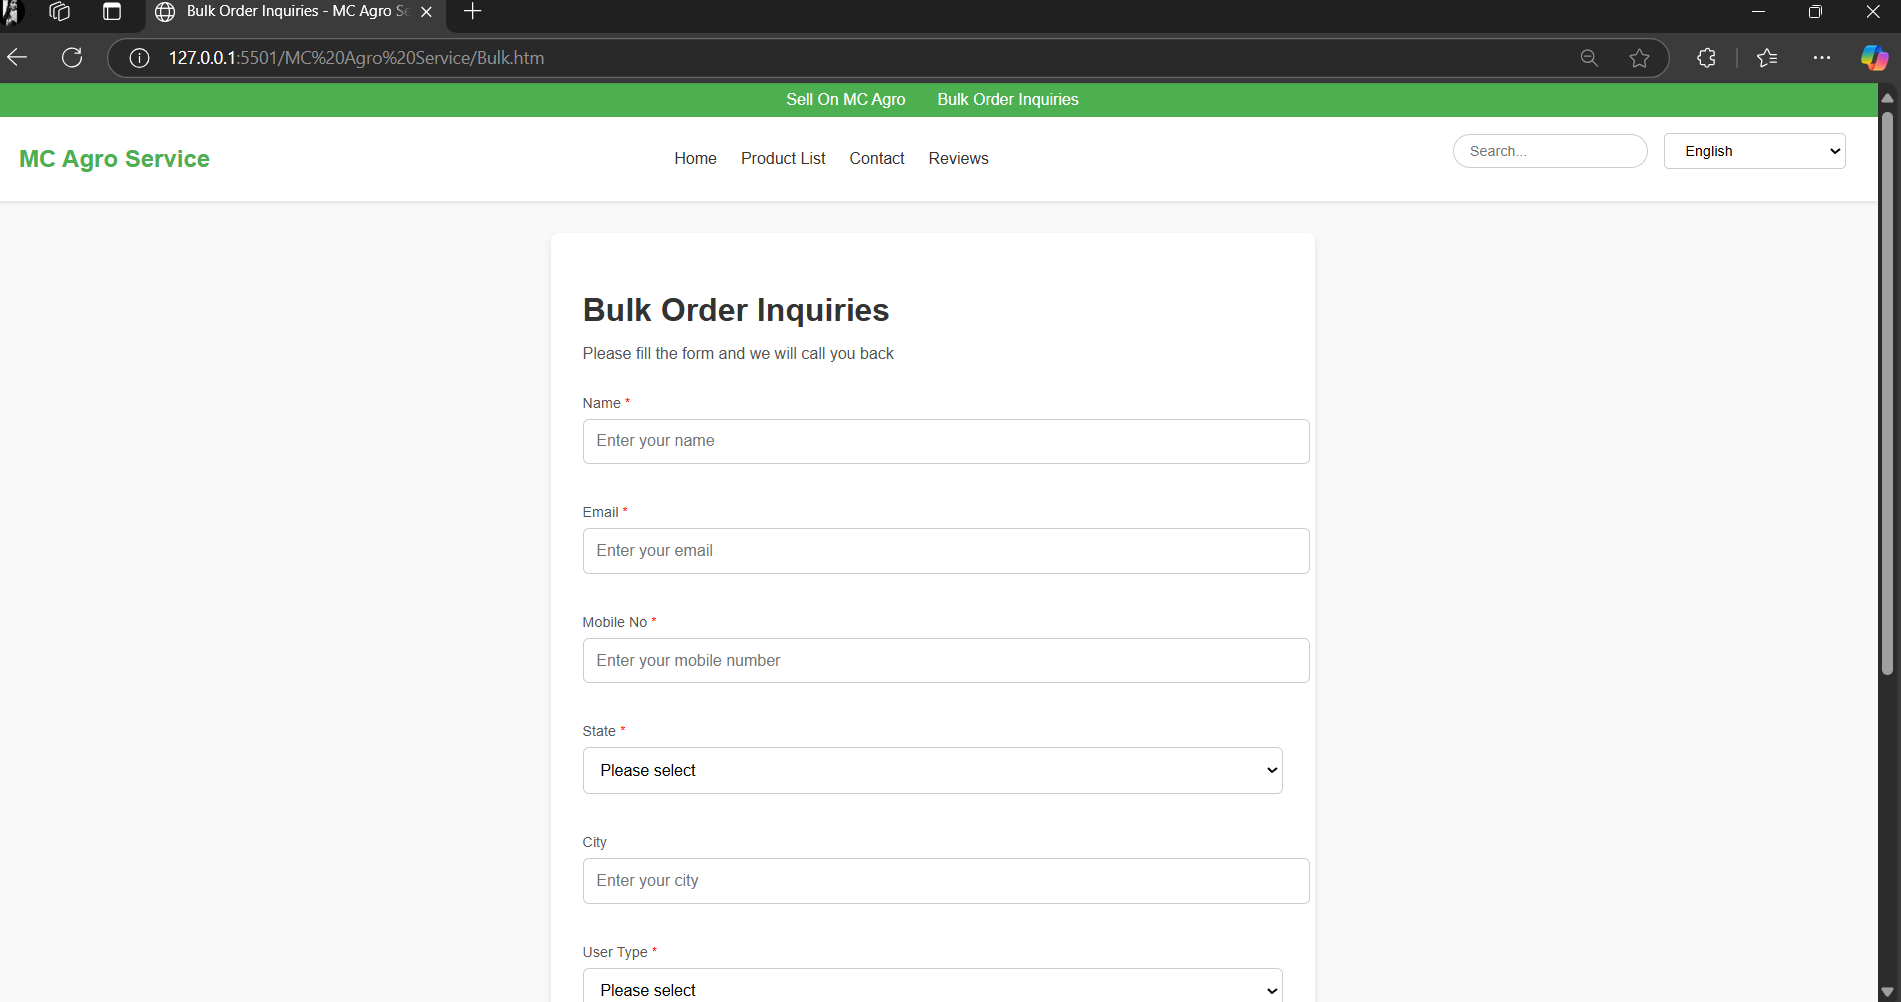 Bulk Order Inquiries - MC Agro Se
127.0.0.1:5501/MC%20Agro%20Service/Bulk.htm
Sell On MC Agro Bulk Order Inquiries
MC Agro Service Home Product List Contact Reviews Search... English
Bulk Order Inquiries
Please fill the form and we will call you back
Name *
Enter your name
Email *
Enter your email
Mobile No *
Enter your mobile number
State *
Please select
City
Enter your city
User Type *
Please select